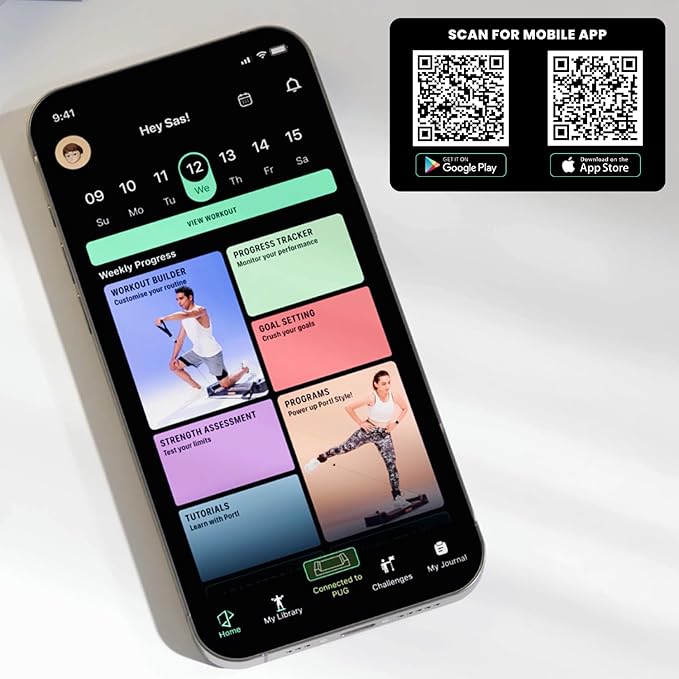 SCAN FOR MOBILE APP
GET IT ON
Google Play
Download on the
App Store
9:41
Hey Sas!
09 10 11 12 13 14 15
Su Mo Tu We Th Fr Sa
VIEW WORKOUT
Weekly Progress
WORKOUT BUILDER
Customise your routine
PROGRESS TRACKER
Monitor your performance
GOAL SETTING
Crush your goals
STRENGTH ASSESSMENT
Test your limits
PROGRAMS
Power up Portl Style!
TUTORIALS
Learn with Portl
Home
My Library
Connected to
PUG
Challenges
My Journal